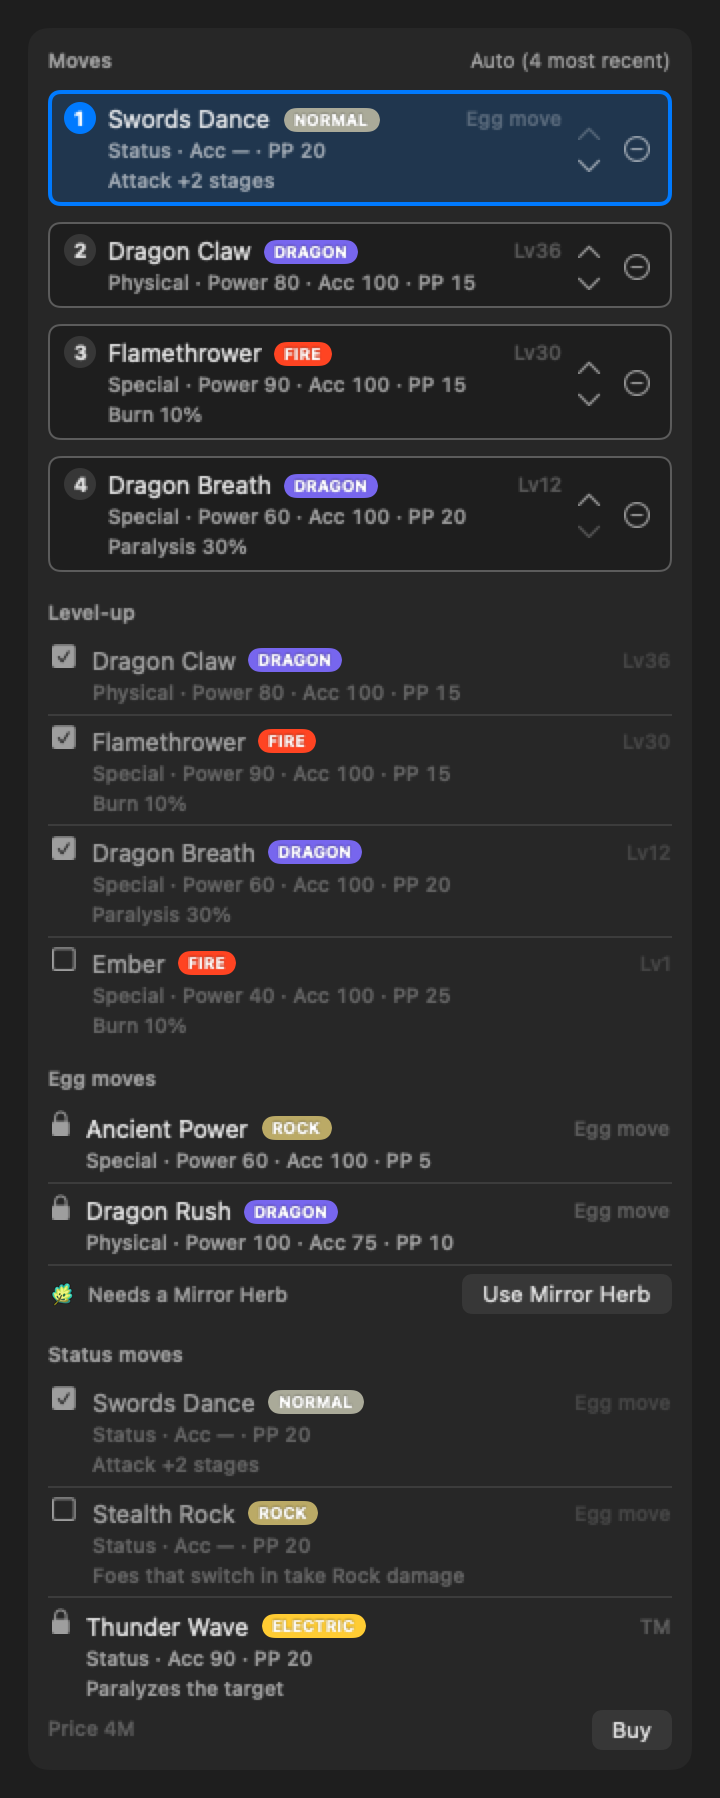 Moves Auto (4 most recent)
1 Swords Dance NORMAL Egg move
Status · Acc — · PP 20
Attack +2 stages
2 Dragon Claw DRAGON Lv36
Physical · Power 80 · Acc 100 · PP 15
3 Flamethrower FIRE Lv30
Special · Power 90 · Acc 100 · PP 15
Burn 10%
4 Dragon Breath DRAGON Lv12
Special · Power 60 · Acc 100 · PP 20
Paralysis 30%
Level-up
Dragon Claw DRAGON Lv36
Physical · Power 80 · Acc 100 · PP 15
Flamethrower FIRE Lv30
Special · Power 90 · Acc 100 · PP 15
Burn 10%
Dragon Breath DRAGON Lv12
Special · Power 60 · Acc 100 · PP 20
Paralysis 30%
Ember FIRE Lv1
Special · Power 40 · Acc 100 · PP 25
Burn 10%
Egg moves
Ancient Power ROCK Egg move
Special · Power 60 · Acc 100 · PP 5
Dragon Rush DRAGON Egg move
Physical · Power 100 · Acc 75 · PP 10
Needs a Mirror Herb Use Mirror Herb
Status moves
Swords Dance NORMAL Egg move
Status · Acc — · PP 20
Attack +2 stages
Stealth Rock ROCK Egg move
Status · Acc — · PP 20
Foes that switch in take Rock damage
Thunder Wave ELECTRIC TM
Status · Acc 90 · PP 20
Paralyzes the target
Price 4M Buy